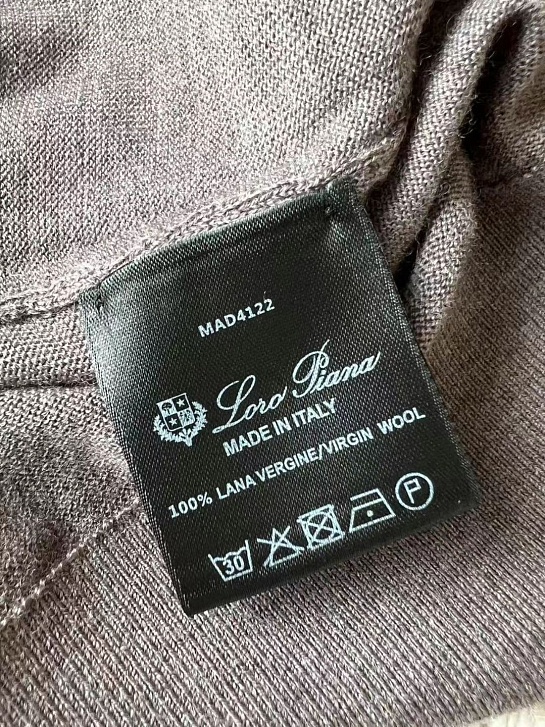 MAD4122
Loro Piana
MADE IN ITALY
100% LANA VERGINE/VIRGIN WOOL
30 P